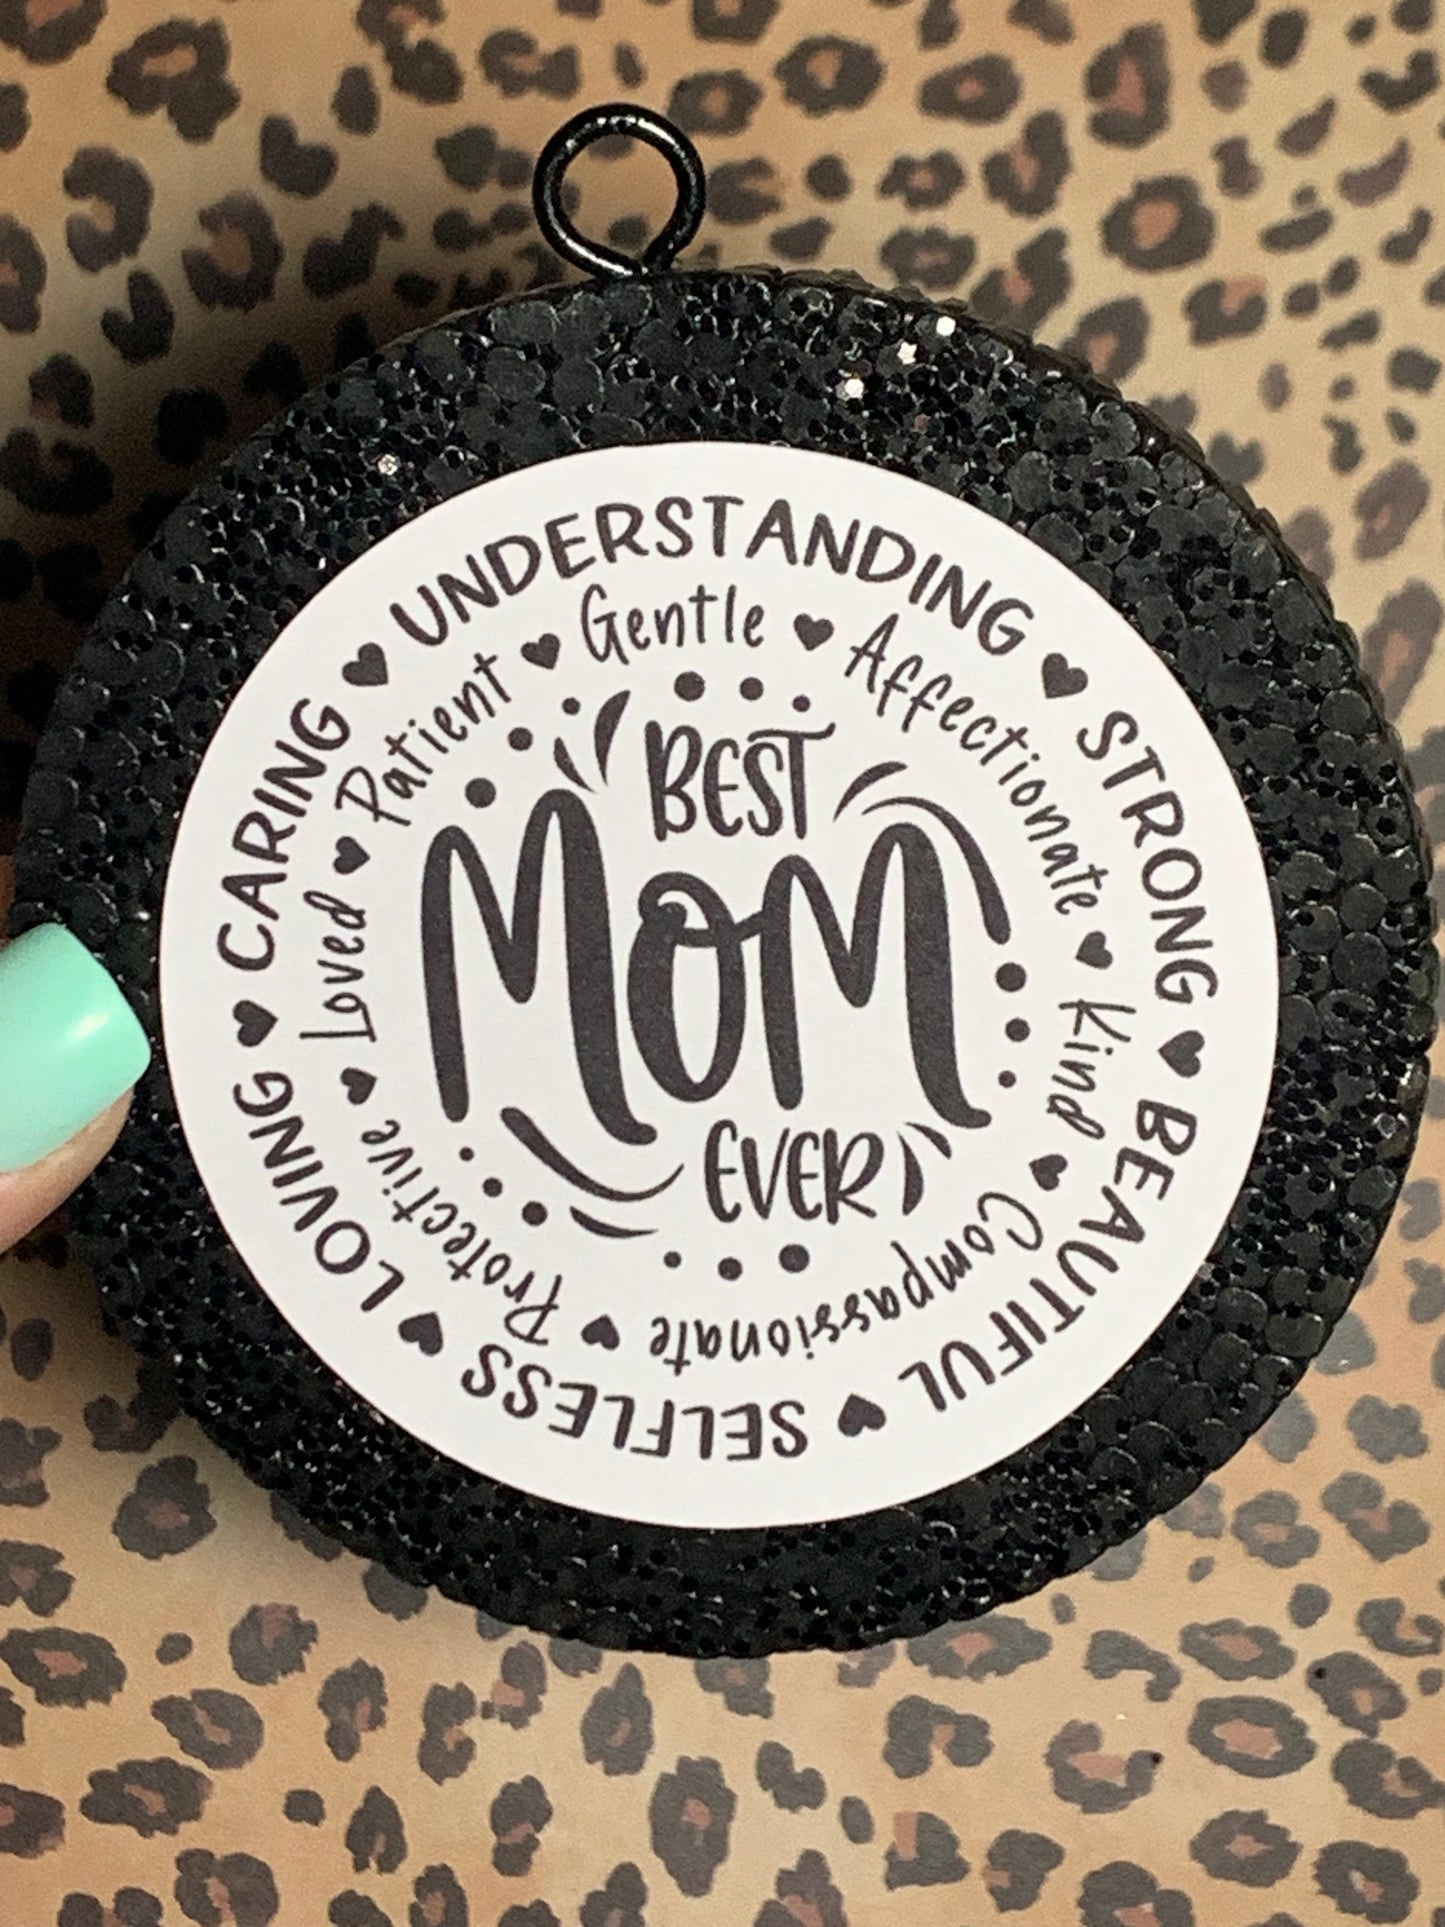 UNDERSTANDING ♥ STRONG ♥ BEAUTIFUL ♥ SELFLESS ♥ LOVING ♥ CARING ♥
Gentle ♥ Affectionate ♥ Kind ♥ Compassionate ♥ Protective ♥ Loved ♥ Patient ♥
BEST
MOM
EVER